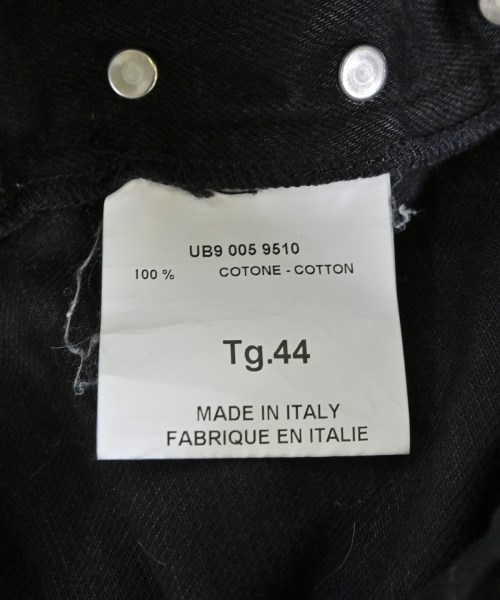 UB9 005 9510
100 % COTONE - COTTON
Tg.44
MADE IN ITALY
FABRIQUE EN ITALIE